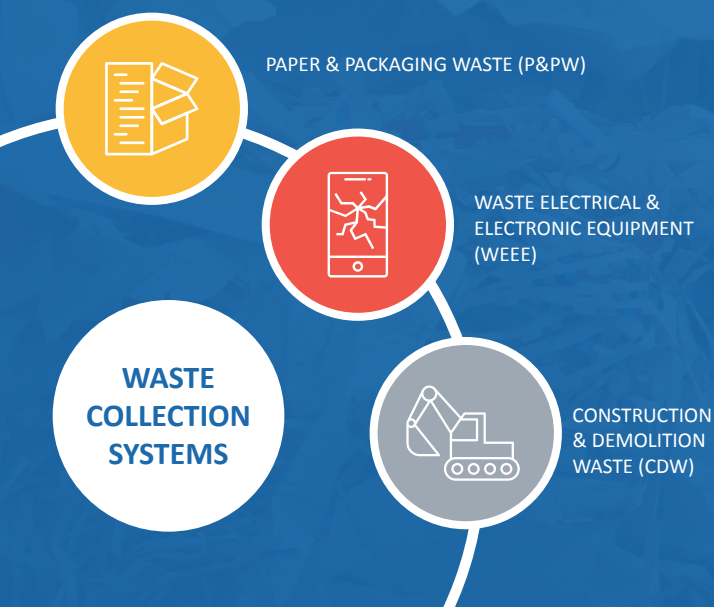 PAPER & PACKAGING WASTE (P&PW)
WASTE ELECTRICAL &
ELECTRONIC EQUIPMENT
(WEEE)
WASTE
COLLECTION
SYSTEMS
CONSTRUCTION
& DEMOLITION
WASTE (CDW)